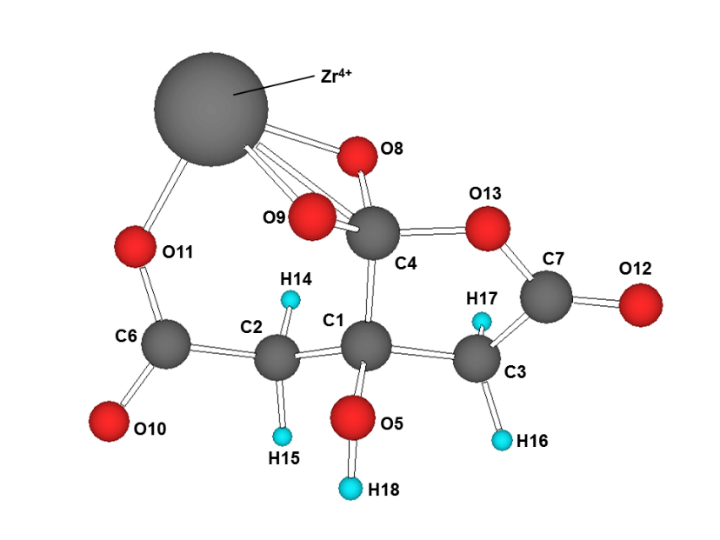 Zr⁴⁺
O8
O9
O13
C4
O11
C7
O12
H14
H17
C6
C2
C1
C3
O5
O10
H15
H16
H18